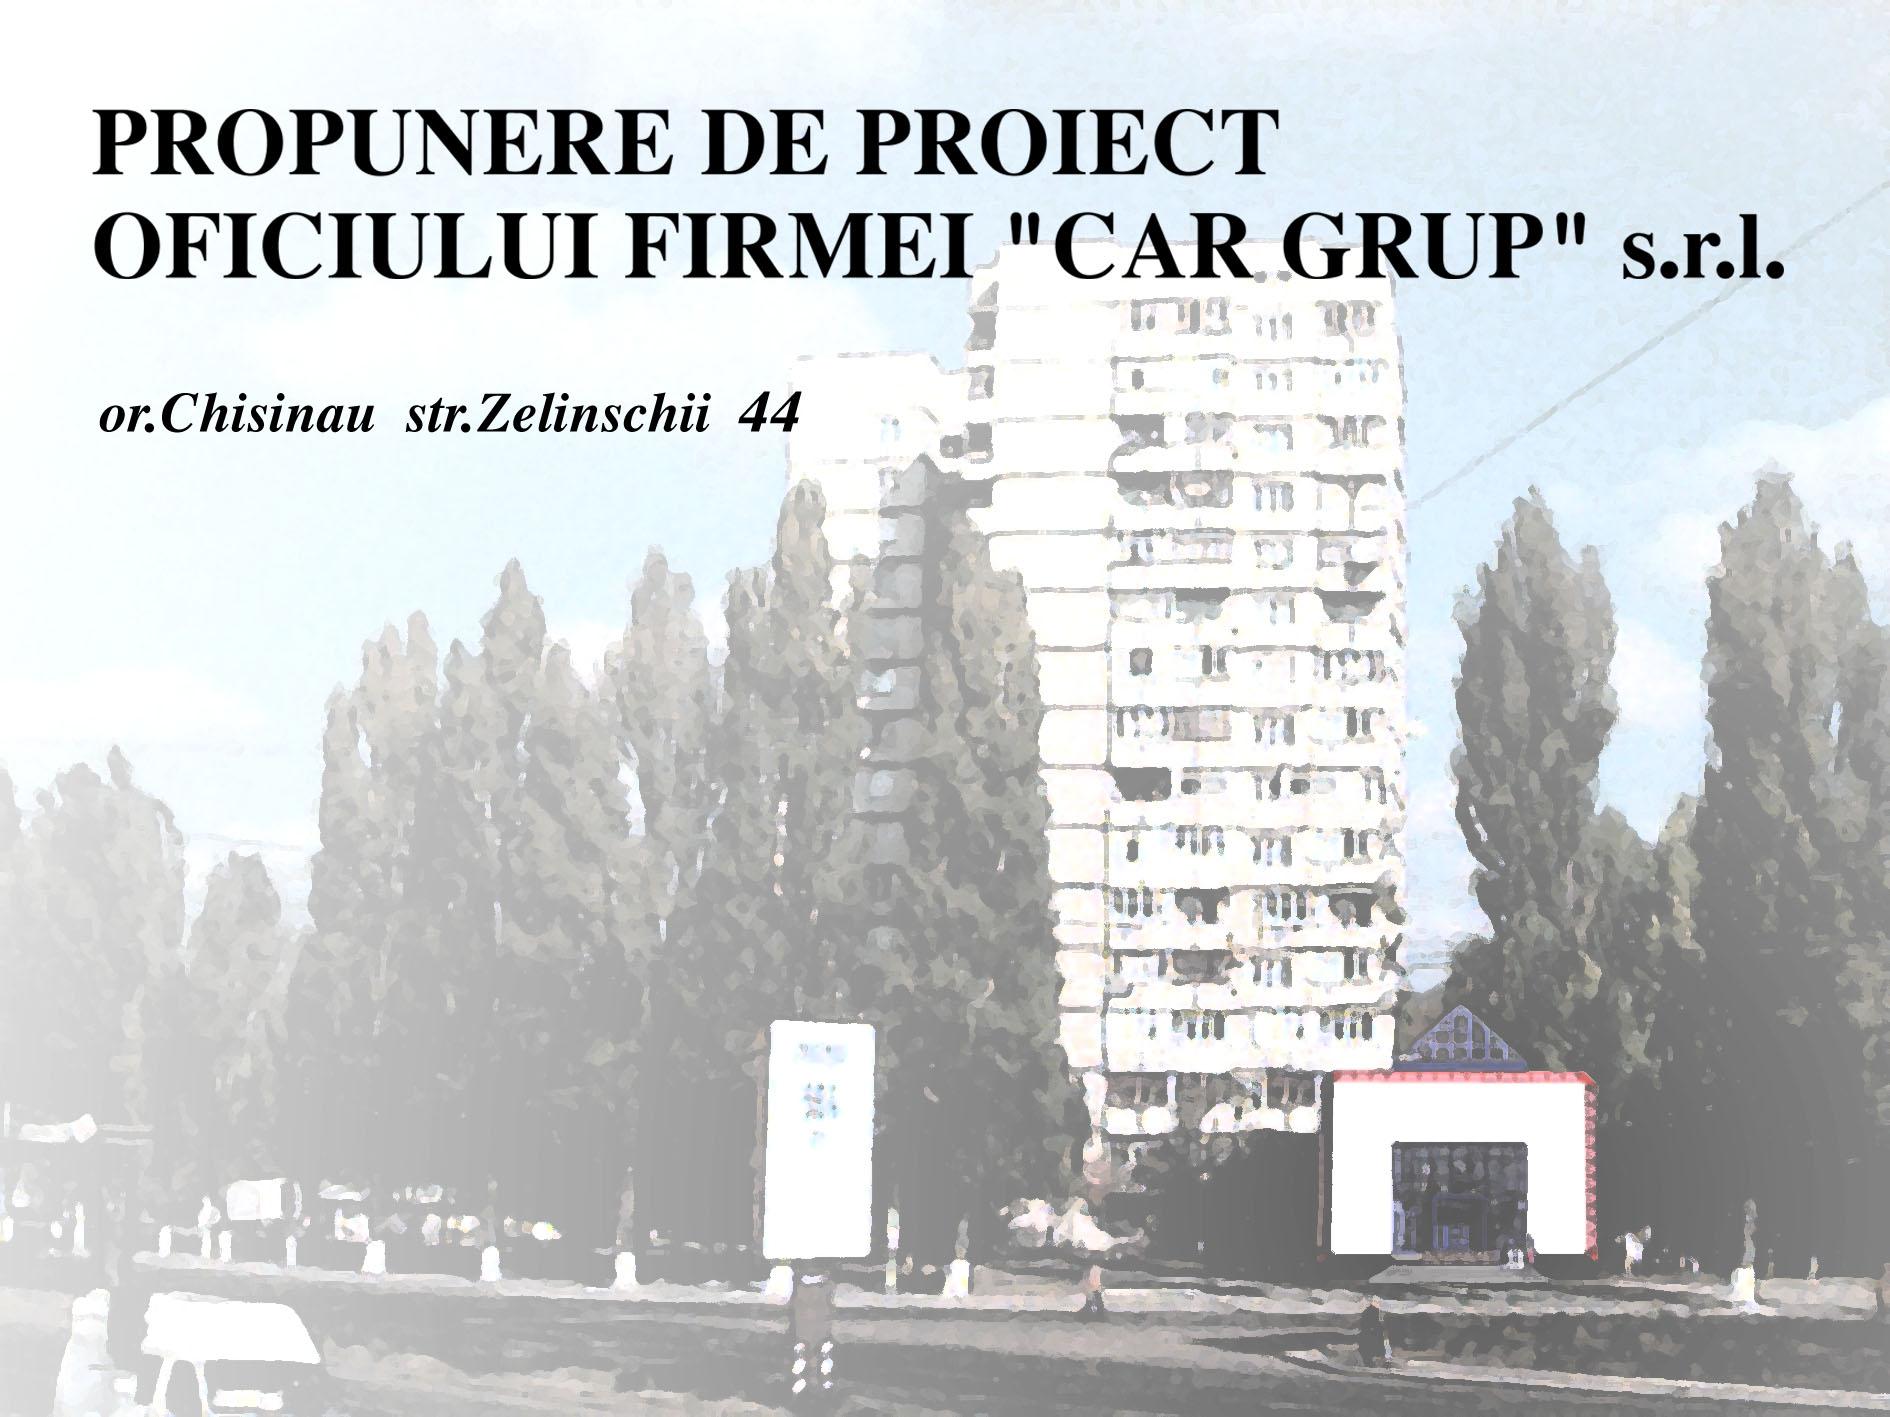 PROPUNERE DE PROIECT
OFICIULUI FIRMEI "CAR GRUP" s.r.l.
or.Chisinau str.Zelinschii 44